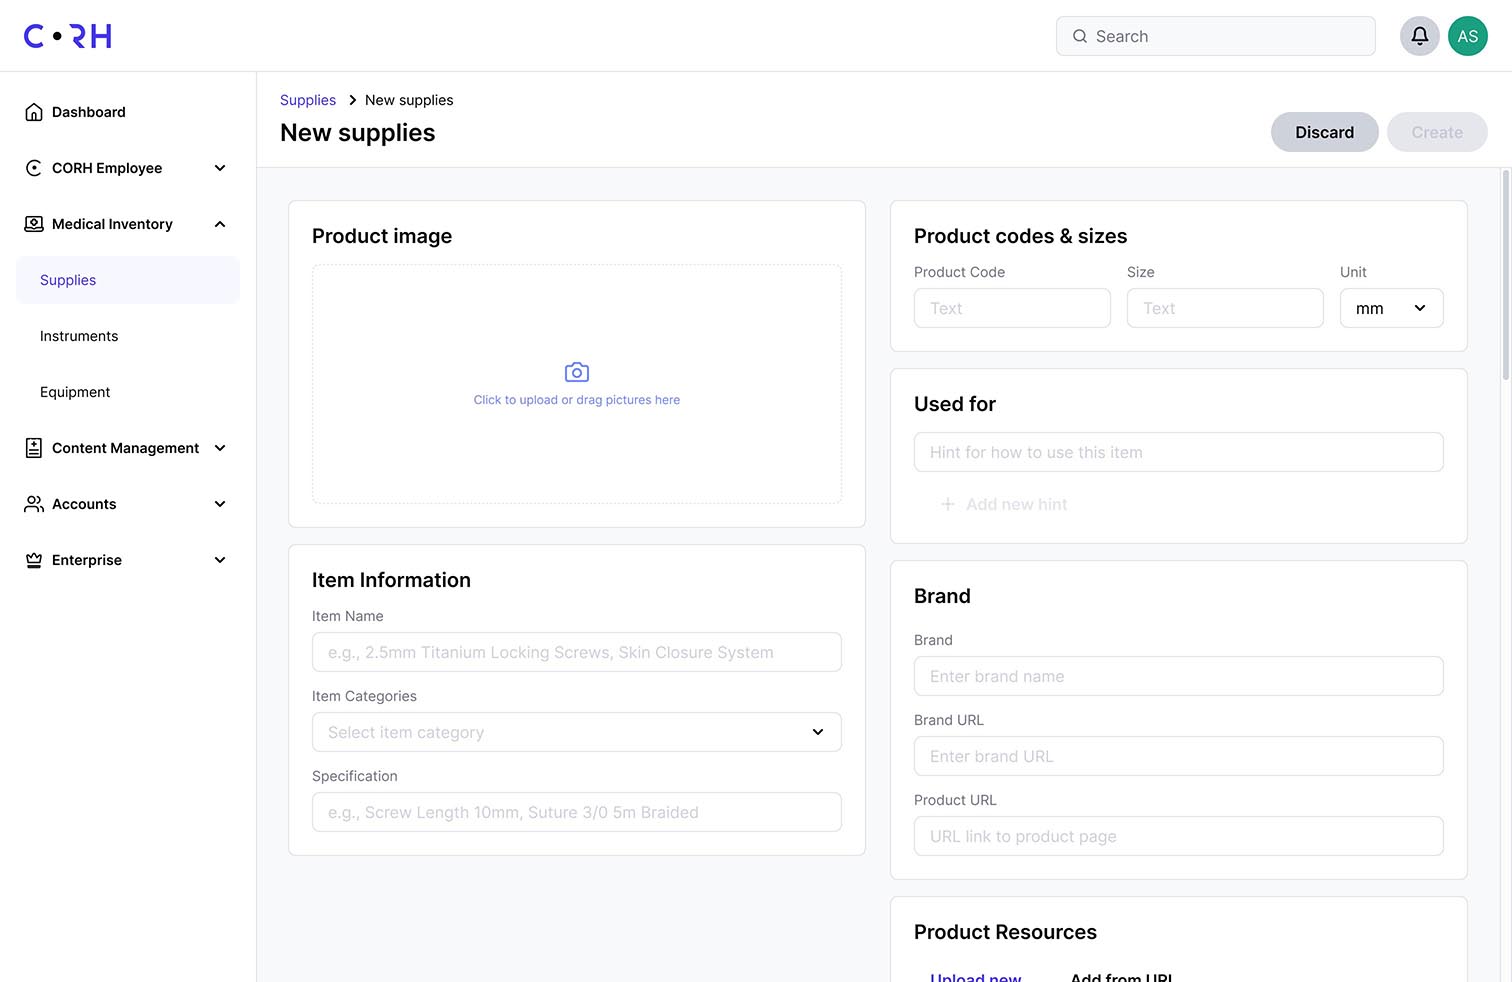 C•RH
Search
AS
Dashboard
CORH Employee
Medical Inventory
Supplies
Instruments
Equipment
Content Management
Accounts
Enterprise
Supplies > New supplies
New supplies
Discard
Create
Product image
Click to upload or drag pictures here
Item Information
Item Name
e.g., 2.5mm Titanium Locking Screws, Skin Closure System
Item Categories
Select item category
Specification
e.g., Screw Length 10mm, Suture 3/0 5m Braided
Product codes & sizes
Product Code Size Unit
Text Text mm
Used for
Hint for how to use this item
+ Add new hint
Brand
Brand
Enter brand name
Brand URL
Enter brand URL
Product URL
URL link to product page
Product Resources
Upload new Add from URL